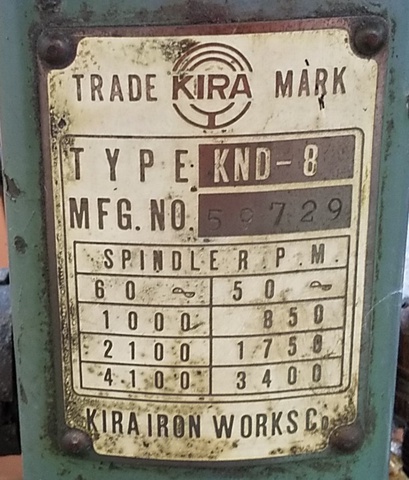 TRADE KIRA MARK
TYPE KND-8
MFG. NO. 59729
SPINDLE R.P.M.
60 ~ 50 ~
1000 850
2100 1750
4100 3400
KIRA IRON WORKS Co.